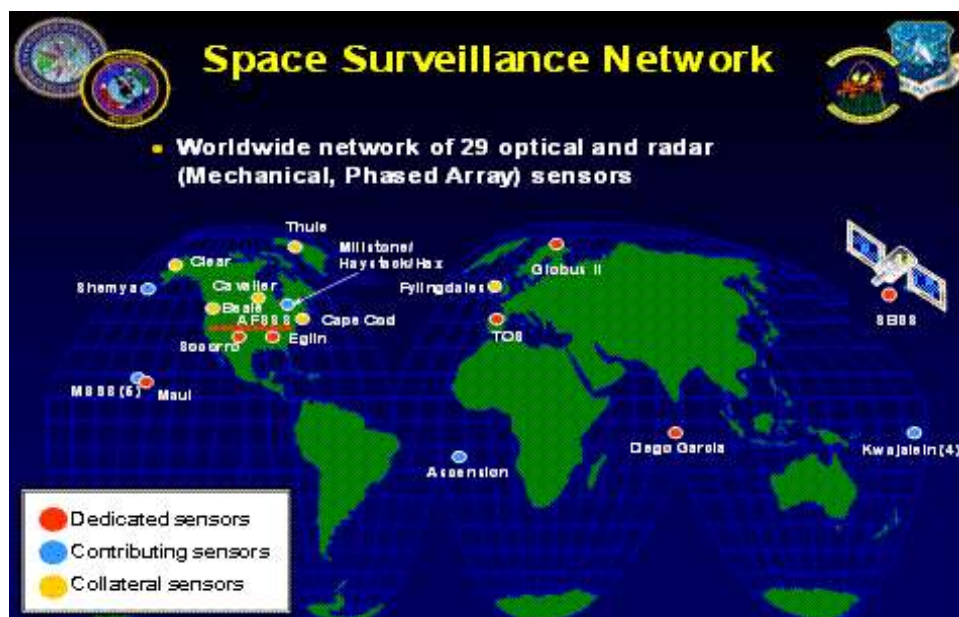 Space Surveillance Network
Worldwide network of 29 optical and radar
(Mechanical, Phased Array) sensors
Thule
Millstone/
Haystack/Hax
Clear
Globus II
Shemya
Cavalier
Fylingdales
Beale
AFSSS
Cape Cod
SBSS
Socorro
Eglin
TOS
MSSS (6)
Maui
Diego Garcia
Kwajalein (4)
Ascension
Dedicated sensors
Contributing sensors
Collateral sensors